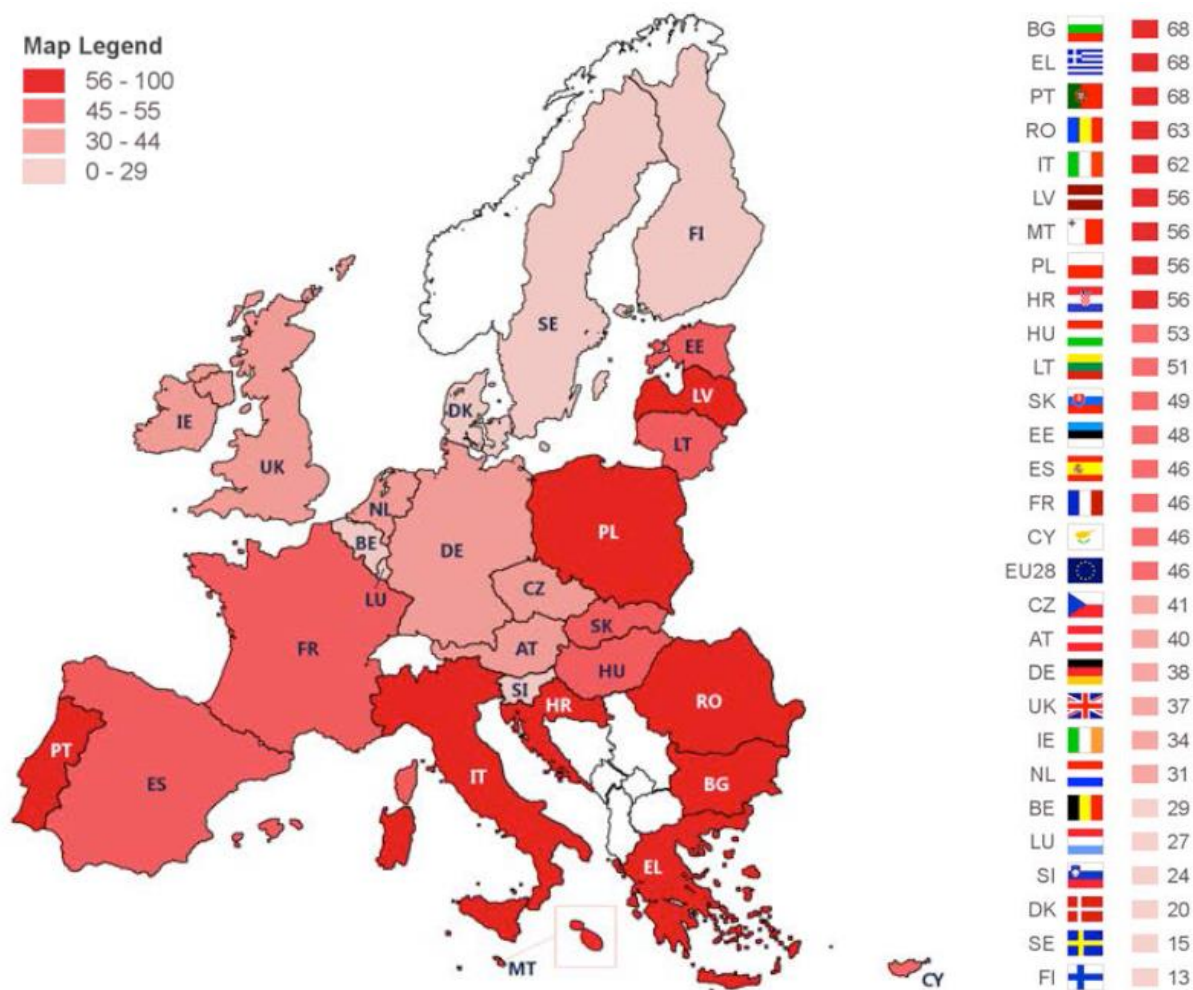 Map Legend
56 - 100
45 - 55
30 - 44
0 - 29
FI
SE
EE
LV
DK
LT
IE
UK
NL
PL
BE
DE
CZ
LU
SK
FR
AT
HU
SI
HR
RO
PT
IT
BG
ES
EL
MT
CY
BG 68
EL 68
PT 68
RO 63
IT 62
LV 56
MT 56
PL 56
HR 56
HU 53
LT 51
SK 49
EE 48
ES 46
FR 46
CY 46
EU28 46
CZ 41
AT 40
DE 38
UK 37
IE 34
NL 31
BE 29
LU 27
SI 24
DK 20
SE 15
FI 13